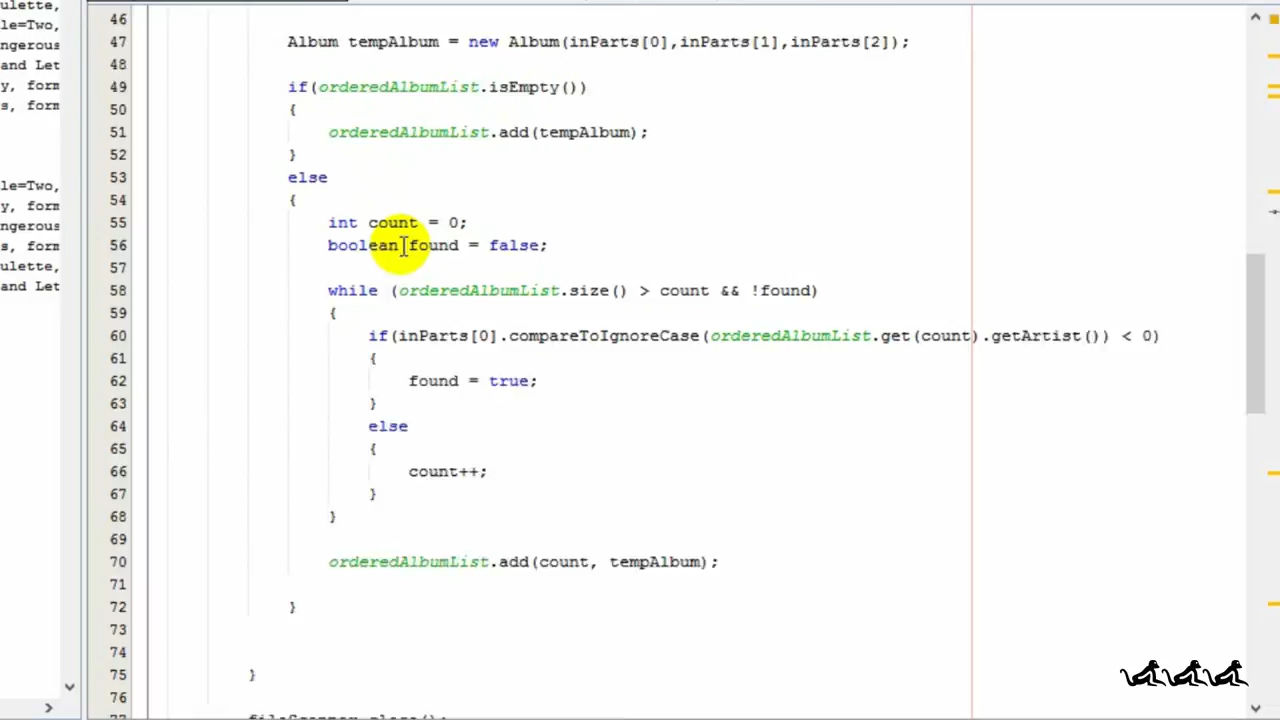 ulette,
le=Two,
ngerous
and Let
y, form
s, form
le=Two,
y, form
ngerous
s, form
ulette,
and Let
46
47 Album tempAlbum = new Album(inParts[0],inParts[1],inParts[2]);
48
49 if(orderedAlbumList.isEmpty())
50 {
51 orderedAlbumList.add(tempAlbum);
52 }
53 else
54 {
55 int count = 0;
56 boolean found = false;
57
58 while (orderedAlbumList.size() > count && !found)
59 {
60 if(inParts[0].compareToIgnoreCase(orderedAlbumList.get(count).getArtist()) < 0)
61 {
62 found = true;
63 }
64 else
65 {
66 count++;
67 }
68 }
69
70 orderedAlbumList.add(count, tempAlbum);
71
72 }
73
74
75 }
76